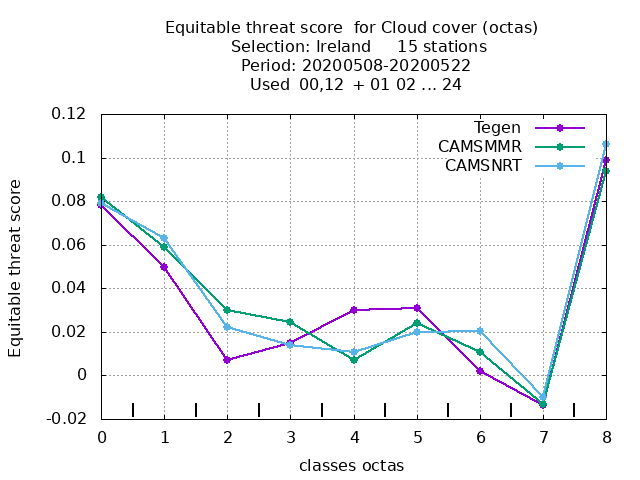 Equitable threat score  for Cloud cover (octas)
Selection: Ireland     15 stations
Period: 20200508-20200522
Used  00,12  + 01 02 ... 24
Tegen
CAMSMMR
CAMSNRT
Equitable threat score
0.12
0.1
0.08
0.06
0.04
0.02
0
-0.02
0 1 2 3 4 5 6 7 8
classes octas